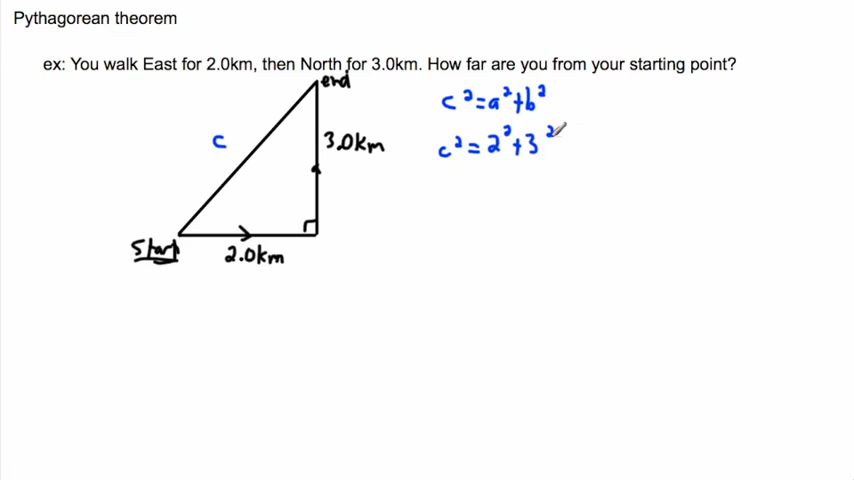 Pythagorean theorem
ex: You walk East for 2.0km, then North for 3.0km. How far are you from your starting point?
end
c² = a² + b²
c
3.0km
c² = 2² + 3²
Start
2.0km